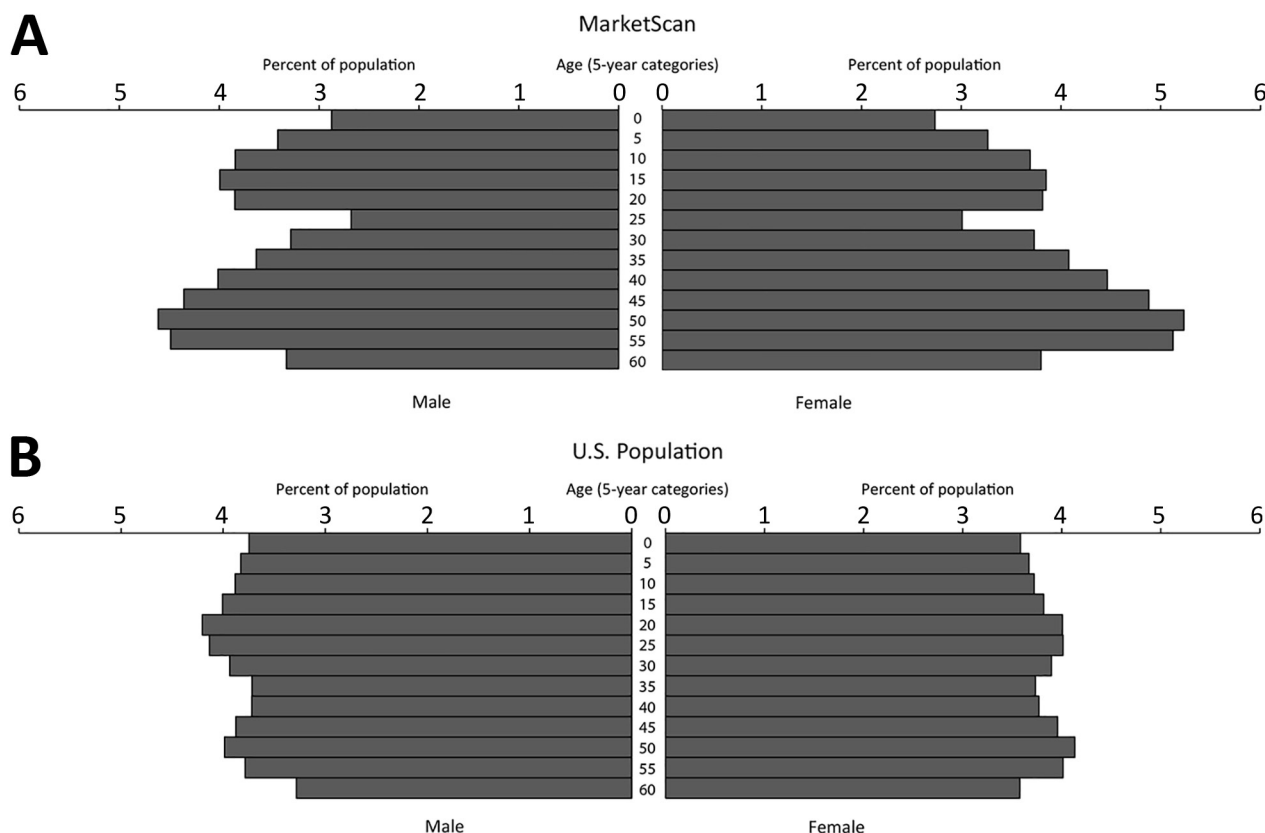 A
MarketScan
Percent of population Age (5-year categories) Percent of population
6 5 4 3 2 1 0 0 1 2 3 4 5 6
0
5
10
15
20
25
30
35
40
45
50
55
60
Male Female
B
U.S. Population
Percent of population Age (5-year categories) Percent of population
6 5 4 3 2 1 0 0 1 2 3 4 5 6
0
5
10
15
20
25
30
35
40
45
50
55
60
Male Female